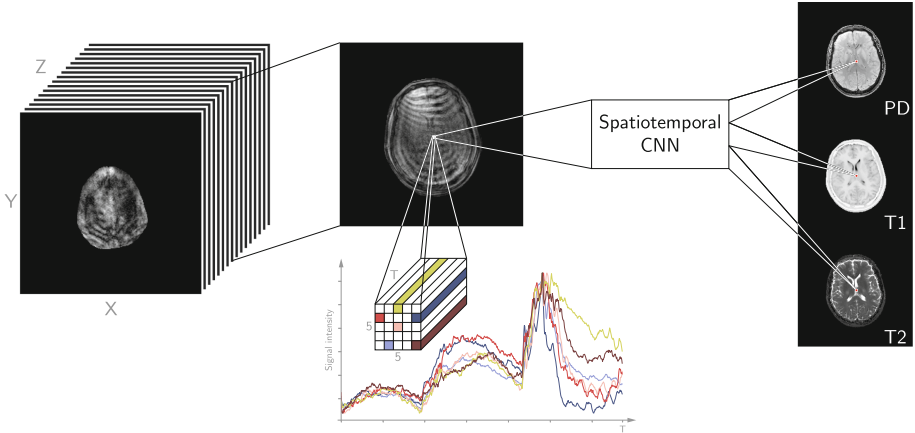 Z
Y
X
T
5
5
Signal intensity
T
Spatiotemporal
CNN
PD
T1
T2